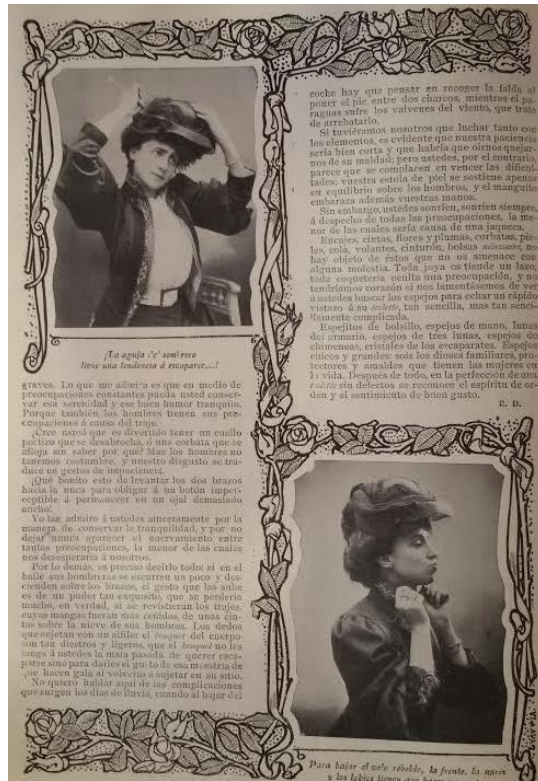 ¡La aguja de' sombrero
tiene una tendencia á escaparse...!
graves. Lo que me admira es que en medio de
preocupaciones constantes pueda usted conser-
var esa serenidad y ese buen humor tranquilo.
Porque también los hombres tienen sus pre-
ocupaciones á causa del traje.
¿Cree usted que es divertido tener un cuello
postizo que se desabrocha, ó una corbata que se
afloja sin saber por qué? Mas los hombres no
tenemos costumbre, y nuestro disgusto se tra-
duce en gestos de impaciencia.
¡Qué bonito esto de levantar los dos brazos
hacia la nuca para obligar á un botón imper-
ceptible á permanecer en un ojal demasiado
ancho!
Yo las admiro á ustedes sinceramente por la
manera de conservar la tranquilidad, y por no
dejar nunca aparecer el enervamiento entre
tantas preocupaciones, la menor de las cuales
nos desesperaría á nosotros.
Por lo demás, es preciso decirlo todo: si en el
baile sus hombreras se escurren un poco y des-
cienden sobre los brazos, el gesto que las sube
es de un pudor tan exquisito, que se perdería
mucho, en verdad, si se revistieran los trajes,
cuyas mangas fueran más ceñidas, de unas cin-
tas sobre la nieve de sus hombros. Los dedos
que sujetan con un alfiler el bouquet del cuerpo
son tan diestros y ligeros, que el bouquet no les
juega á ustedes la mala pasada de querer esca-
parse sino para darles el gusto de esa maestría de
que hacen gala al volverlo á sujetar en su sitio.
No quiero hablar aquí de las complicaciones
que surgen los días de lluvia, cuando al bajar del
coche hay que pensar en recoger la falda al
poner el pie entre dos charcos, mientras el pa-
raguas sufre los vaivenes del viento, que trata
de arrebatarlo.
Si tuviéramos nosotros que luchar tanto con
los elementos, es evidente que nuestra paciencia
sería bien corta y que habría que oirnos quejar-
nos de su maldad; pero ustedes, por el contrario,
parece que se complacen en vencer las dificul-
tades; vuestra estola de piel se sostiene apenas
en equilibrio sobre los hombros, y el manguito
embaraza además vuestras manos.
Sin embargo, ustedes sonríen, sonríen siempre,
á despecho de todas las preocupaciones, la me-
nor de las cuales sería causa de una jaqueca.
Encajes, cintas, flores y plumas, corbatas, pie-
les, cola, volantes, cinturón, bolsas minúsculas, no
hay objeto de éstos que no os amenace con
alguna molestia. Toda joya os tiende un lazo,
toda coquetería oculta una preocupación, y no
tendríamos corazón si nos lamentásemos de ver
á ustedes buscar los espejos para echar un rápido
vistazo á su toilette, tan sencilla, mas tan senci-
llamente complicada.
Espejitos de bolsillo, espejos de mano, lunas
del armario, espejos de tres lunas, espejos de
chimeneas, cristales de los escaparates. Espejos
chicos y grandes: sois los dioses familiares, pro-
tectores y amables que tienen las mujeres en
la vida. Después de todo, en la perfección de una
toilette sin defectos se reconoce el espíritu de or-
den y el sentimiento de buen gusto.
R. D.
Para bajar el velo rebelde, la frente, la nariz
y los labios tienen que hacer